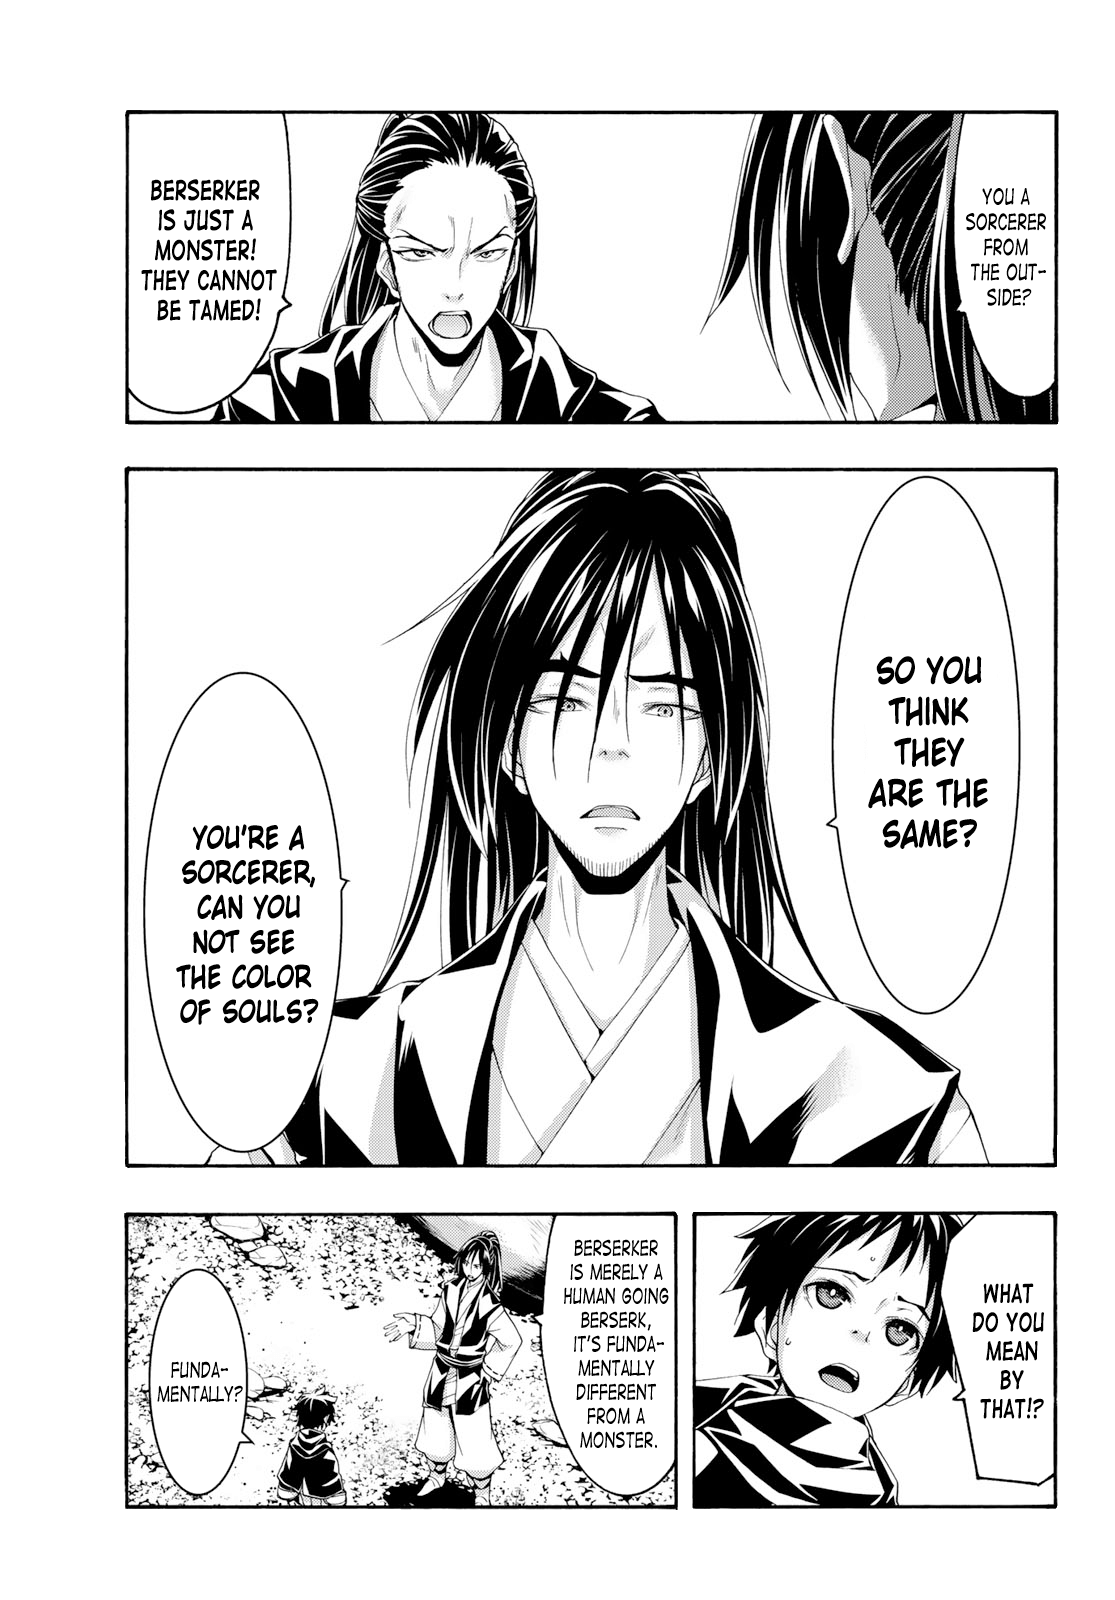 YOU A
SORCERER
FROM
THE OUT-
SIDE?
BERSERKER
IS JUST A
MONSTER!
THEY CANNOT
BE TAMED!
SO YOU
THINK
THEY
ARE THE
SAME?
YOU'RE A
SORCERER,
CAN YOU
NOT SEE
THE COLOR
OF SOULS?
WHAT
DO YOU
MEAN
BY
THAT!?
BERSERKER
IS MERELY A
HUMAN GOING
BERSERK,
IT'S FUNDA-
MENTALLY
DIFFERENT
FROM A
MONSTER.
FUNDA-
MENTALLY?